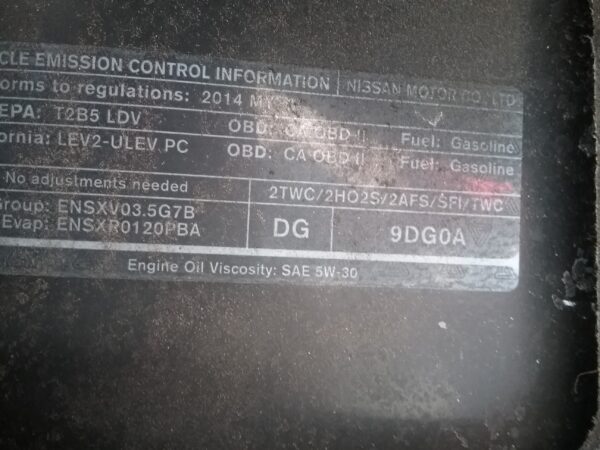 CLE EMISSION CONTROL INFORMATION NISSAN MOTOR CO., LTD
orms to regulations: 2014 MY
EPA: T2B5 LDV OBD: CA OBD II Fuel: Gasoline
ornia: LEV2-ULEV PC OBD: CA OBD II Fuel: Gasoline
No adjustments needed 2TWC/2HO2S/2AFS/SFI/TWC
Group: ENSXV03.5G7B
Evap: ENSXR0120PBA DG 9DG0A
Engine Oil Viscosity: SAE 5W-30